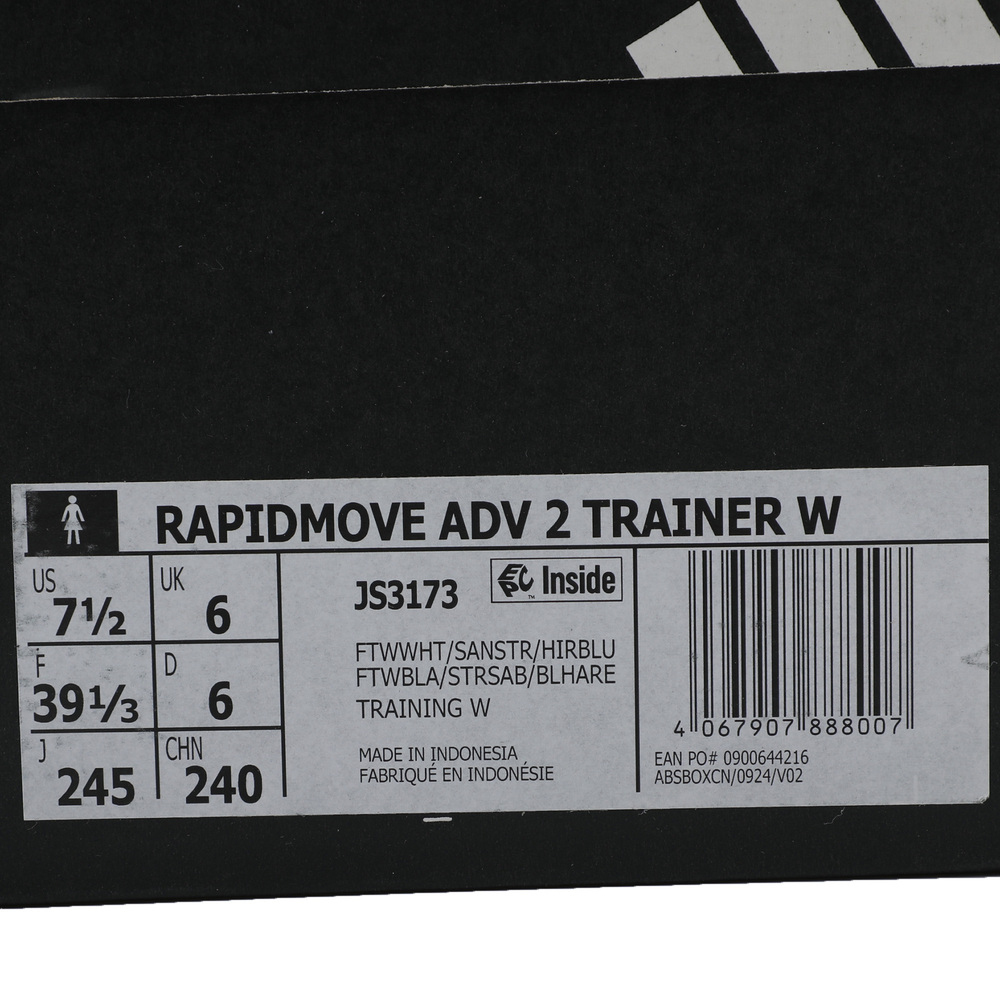 RAPIDMOVE ADV 2 TRAINER W
US 7½ UK 6
F 39⅓ D 6
J 245 CHN 240
JS3173 EPC™ Inside
FTWWHT/SANSTR/HIRBLU
FTWBLA/STRSAB/BLHARE
TRAINING W
MADE IN INDONESIA
FABRIQUÉ EN INDONÉSIE
4 067907 888007
EAN PO# 0900644216
ABSBOXCN/0924/V02